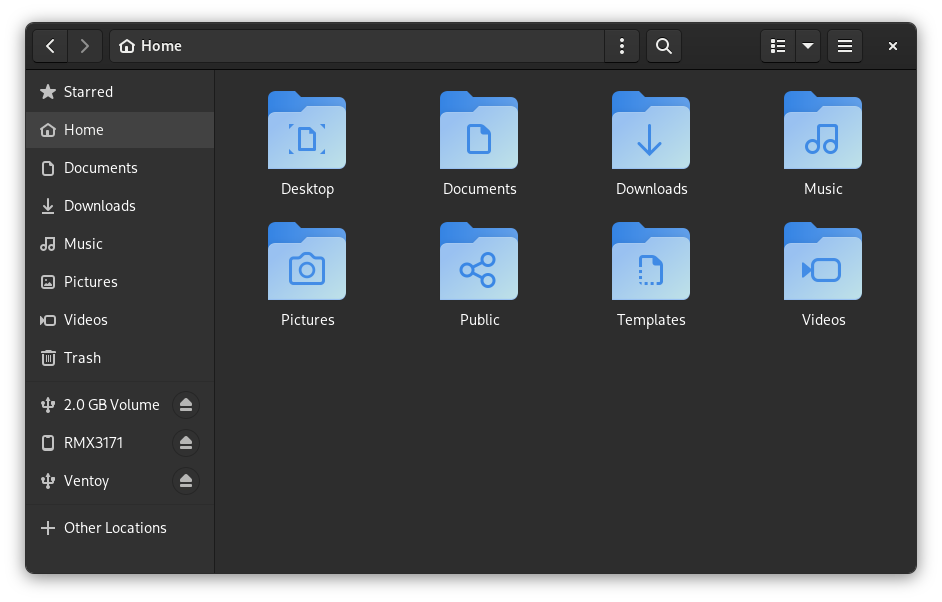 Home
Starred
Home
Documents
Downloads
Music
Pictures
Videos
Trash
2.0 GB Volume
RMX3171
Ventoy
Other Locations
Desktop
Documents
Downloads
Music
Pictures
Public
Templates
Videos